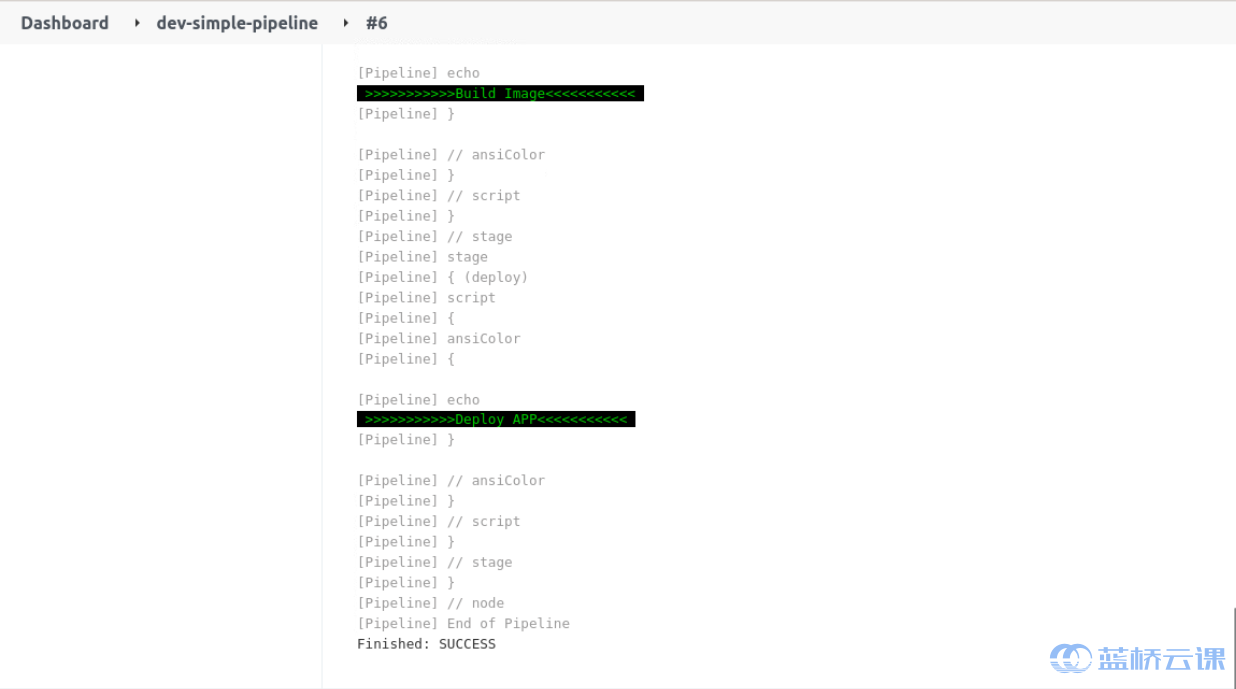 Dashboard dev-simple-pipeline #6
[Pipeline] echo
>>>>>>>>>>>Build Image<<<<<<<<<<<
[Pipeline] }
[Pipeline] // ansiColor
[Pipeline] }
[Pipeline] // script
[Pipeline] }
[Pipeline] // stage
[Pipeline] stage
[Pipeline] { (deploy)
[Pipeline] script
[Pipeline] {
[Pipeline] ansiColor
[Pipeline] {
[Pipeline] echo
>>>>>>>>>>>Deploy APP<<<<<<<<<<<
[Pipeline] }
[Pipeline] // ansiColor
[Pipeline] }
[Pipeline] // script
[Pipeline] }
[Pipeline] // stage
[Pipeline] }
[Pipeline] // node
[Pipeline] End of Pipeline
Finished: SUCCESS
蓝桥云课